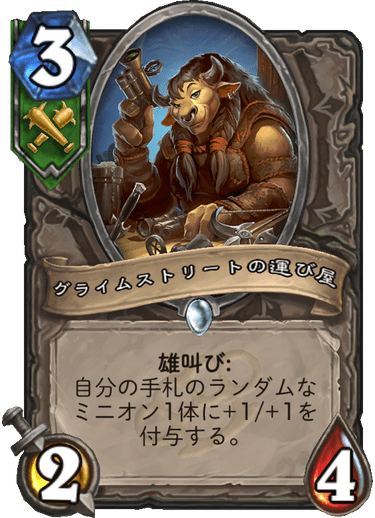 3
グライムストリートの運び屋
雄叫び:
自分の手札のランダムな
ミニオン1体に+1/+1を
付与する。
2
4